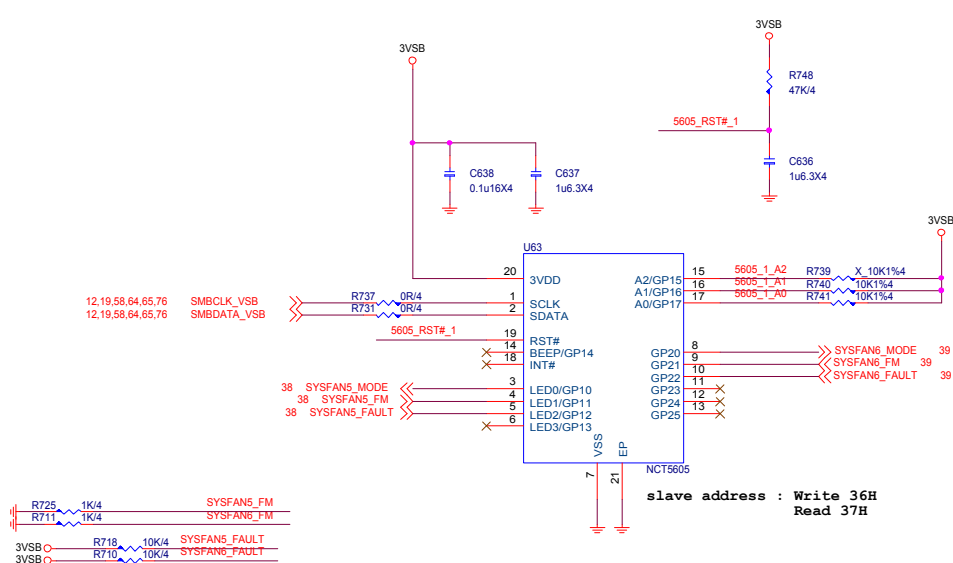 3VSB
R748
47K/4
3VSB
5605_RST#_1
C636
1u6.3X4
C638
0.1u16X4
C637
1u6.3X4
3VSB
U63
20 3VDD
A2/GP15 15 5605_1_A2 R739 X_10K1%4
12,19,58,64,65,76 SMBCLK_VSB R737 0R/4 1 SCLK
A1/GP16 16 5605_1_A1 R740 10K1%4
12,19,58,64,65,76 SMBDATA_VSB R731 0R/4 2 SDATA
A0/GP17 17 5605_1_A0 R741 10K1%4
5605_RST#_1 19 RST#
14 BEEP/GP14
18 INT#
GP20 8 SYSFAN6_MODE 39
GP21 9 SYSFAN6_FM 39
GP22 10 SYSFAN6_FAULT 39
38 SYSFAN5_MODE 3 LED0/GP10
GP23 11
38 SYSFAN5_FM 4 LED1/GP11
GP24 12
38 SYSFAN5_FAULT 5 LED2/GP12
GP25 13
6 LED3/GP13
VSS 7
EP 21
NCT5605
slave address : Write 36H
Read 37H
R725 1K/4 SYSFAN5_FM
R711 1K/4 SYSFAN6_FM
3VSB R718 10K/4 SYSFAN5_FAULT
3VSB R710 10K/4 SYSFAN6_FAULT